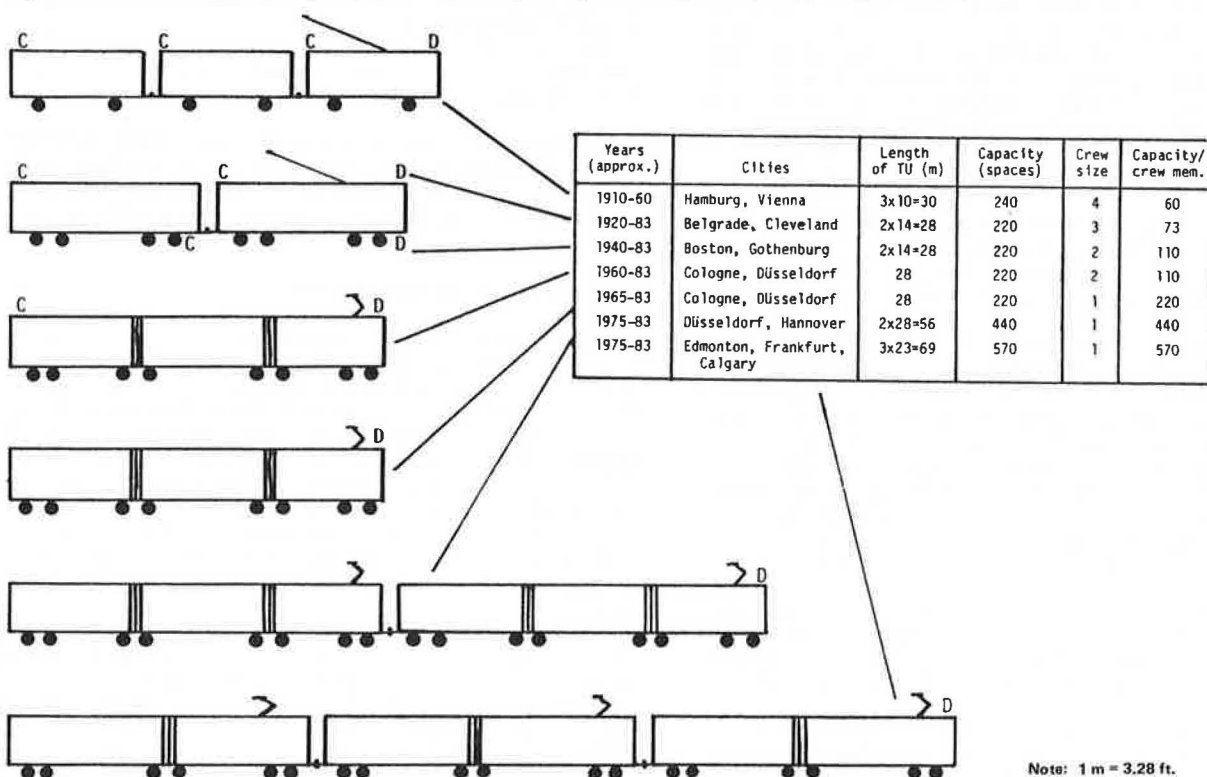 C C C D
C D
C D
C D
D
D
D
Years (approx.) Cities Length of TU (m) Capacity (spaces) Crew size Capacity/ crew mem.
1910-60 Hamburg, Vienna 3x10=30 240 4 60
1920-83 Belgrade, Cleveland 2x14=28 220 3 73
1940-83 Boston, Gothenburg 2x14=28 220 2 110
1960-83 Cologne, Düsseldorf 28 220 2 110
1965-83 Cologne, Düsseldorf 28 220 1 220
1975-83 Düsseldorf, Hannover 2x28=56 440 1 440
1975-83 Edmonton, Frankfurt, Calgary 3x23=69 570 1 570
Note: 1 m = 3.28 ft.